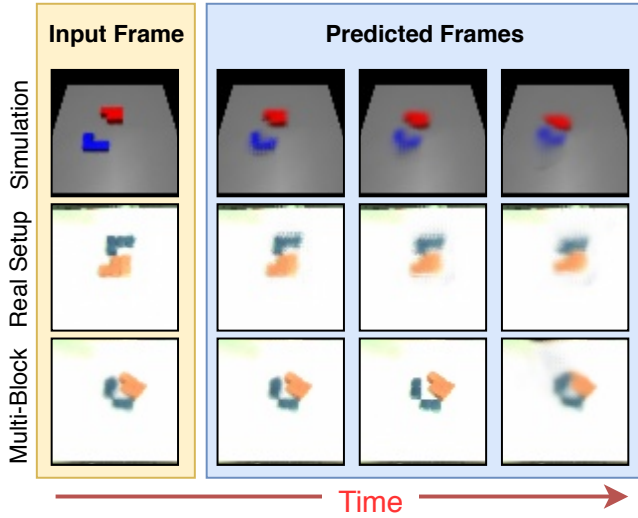 Input Frame
Predicted Frames
Simulation
Real Setup
Multi-Block
Time